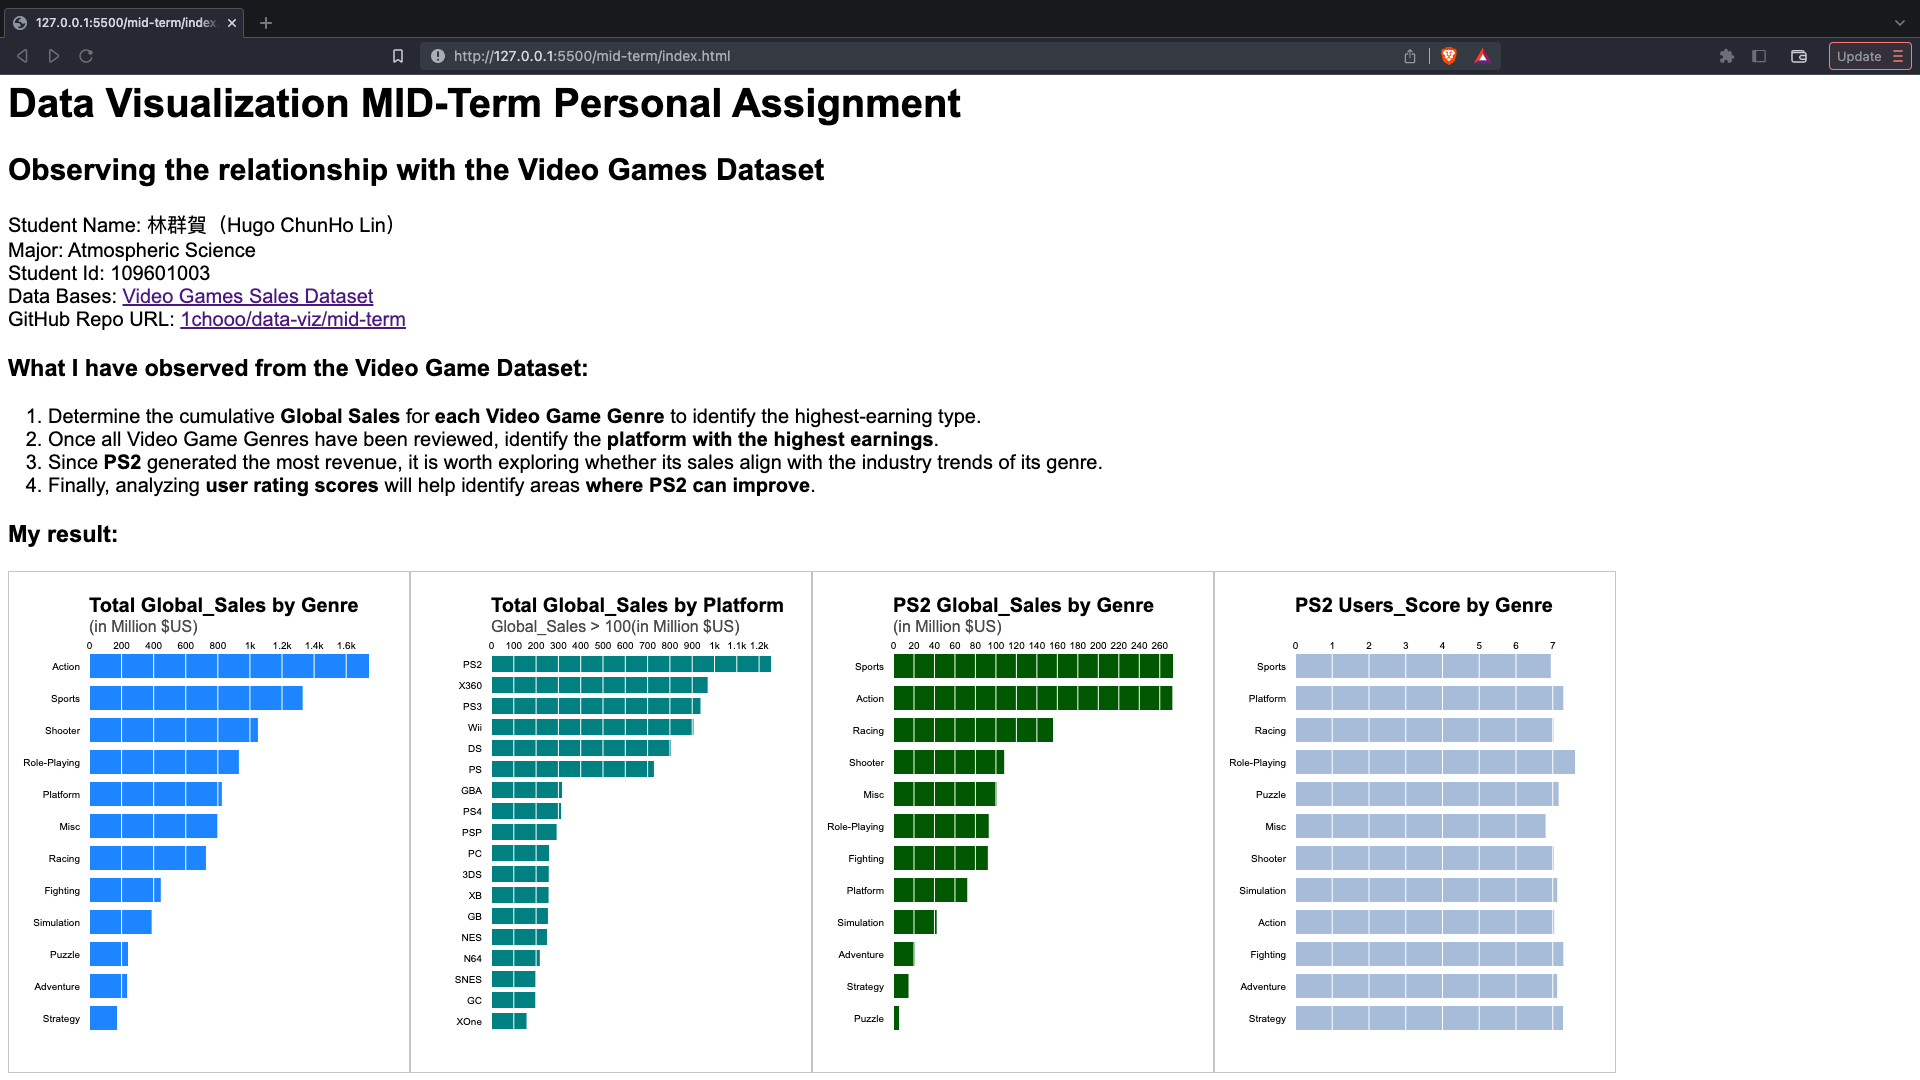 127.0.0.1:5500/mid-term/index.
http://127.0.0.1:5500/mid-term/index.html
Update
Data Visualization MID-Term Personal Assignment
Observing the relationship with the Video Games Dataset
Student Name: 林群賀（Hugo ChunHo Lin）
Major: Atmospheric Science
Student Id: 109601003
Data Bases: Video Games Sales Dataset
GitHub Repo URL: 1chooo/data-viz/mid-term
What I have observed from the Video Game Dataset:
1. Determine the cumulative Global Sales for each Video Game Genre to identify the highest-earning type.
2. Once all Video Game Genres have been reviewed, identify the platform with the highest earnings.
3. Since PS2 generated the most revenue, it is worth exploring whether its sales align with the industry trends of its genre.
4. Finally, analyzing user rating scores will help identify areas where PS2 can improve.
My result:
Total Global_Sales by Genre
(in Million $US)
0 200 400 600 800 1k 1.2k 1.4k 1.6k
Action
Sports
Shooter
Role-Playing
Platform
Misc
Racing
Fighting
Simulation
Puzzle
Adventure
Strategy
Total Global_Sales by Platform
Global_Sales > 100(in Million $US)
0 100 200 300 400 500 600 700 800 900 1k 1.1k 1.2k
PS2
X360
PS3
Wii
DS
PS
GBA
PS4
PSP
PC
3DS
XB
GB
NES
N64
SNES
GC
XOne
PS2 Global_Sales by Genre
(in Million $US)
0 20 40 60 80 100 120 140 160 180 200 220 240 260
Sports
Action
Racing
Shooter
Misc
Role-Playing
Fighting
Platform
Simulation
Adventure
Strategy
Puzzle
PS2 Users_Score by Genre
0 1 2 3 4 5 6 7
Sports
Platform
Racing
Role-Playing
Puzzle
Misc
Shooter
Simulation
Action
Fighting
Adventure
Strategy